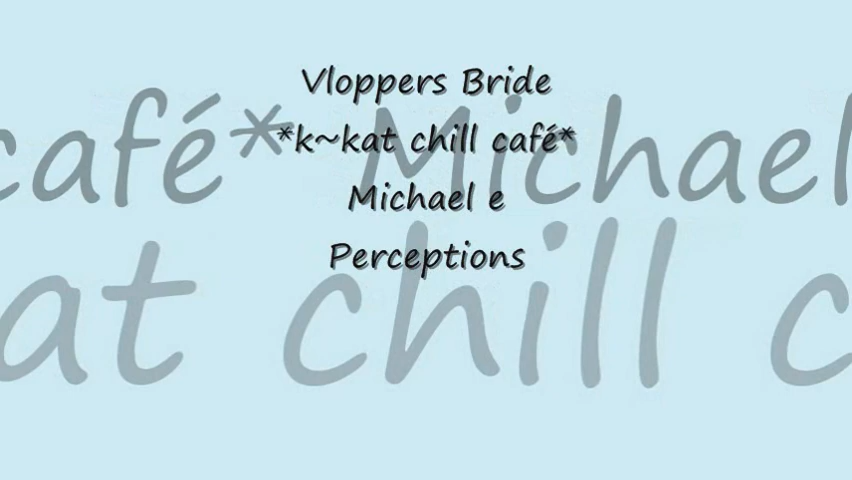 Vloppers Bride
*k~kat chill café*
Michael e
Perceptions
café* Michael
at chill c